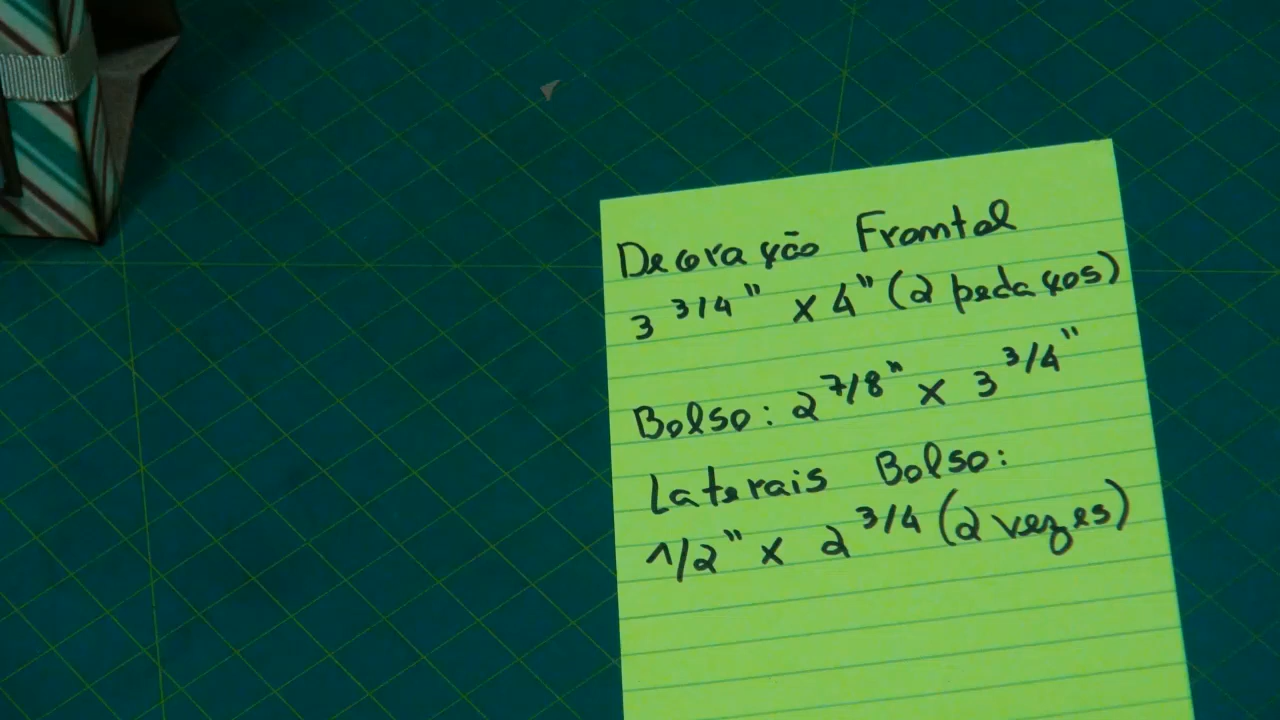 Decoração Frontal
3 3/4" x 4" (2 pedaços)
Bolso: 2 7/8" x 3 3/4"
Laterais Bolso:
1/2" x 2 3/4 (2 vezes)